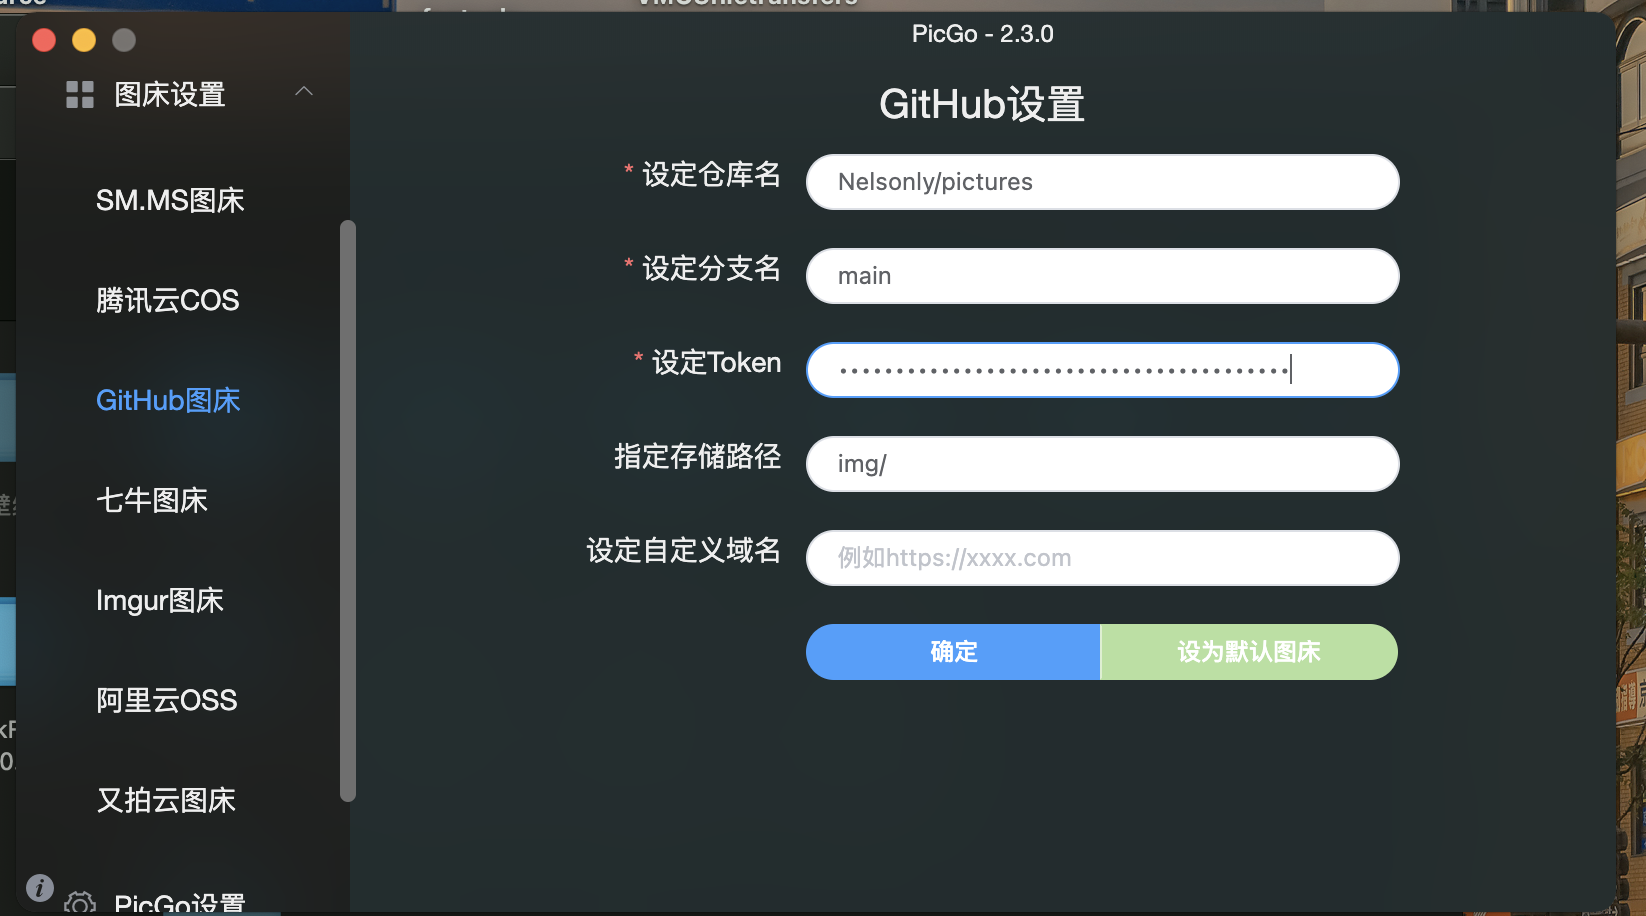 PicGo - 2.3.0
图床设置
SM.MS图床
腾讯云COS
GitHub图床
七牛图床
Imgur图床
阿里云OSS
又拍云图床
PicGo设置
GitHub设置
* 设定仓库名
Nelsonly/pictures
* 设定分支名
main
* 设定Token
指定存储路径
img/
设定自定义域名
例如https://xxxx.com
确定
设为默认图床